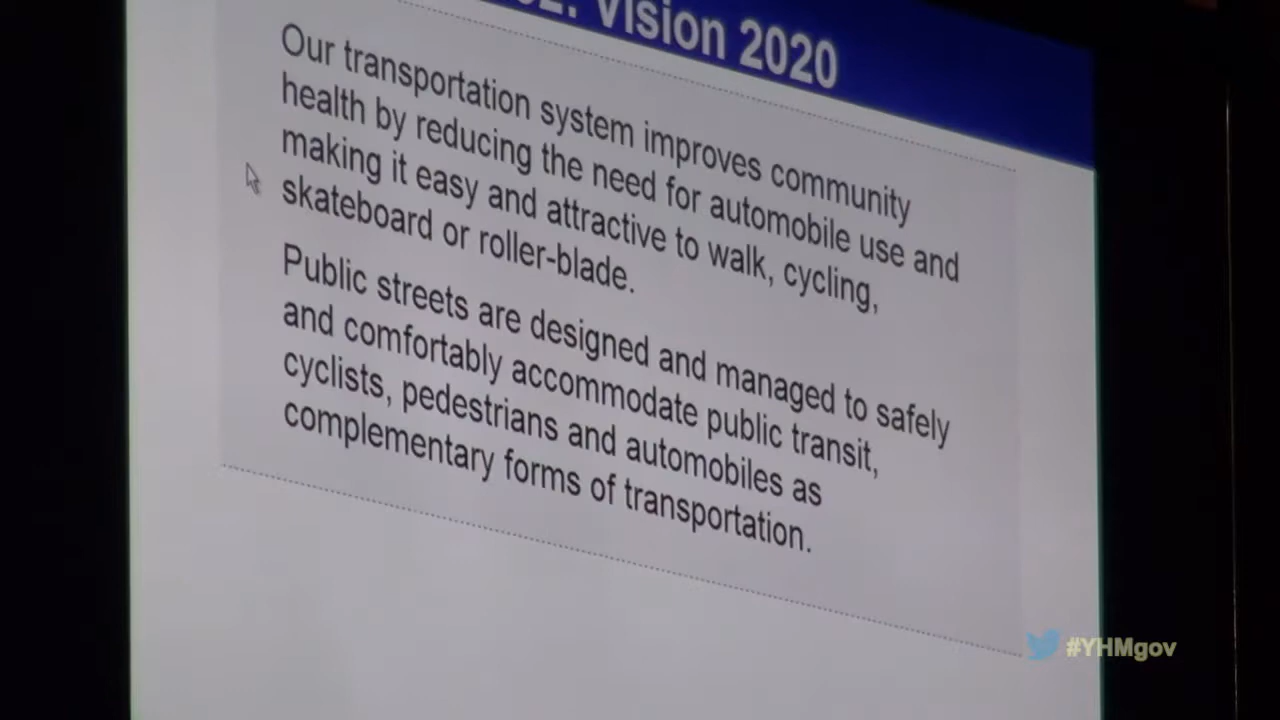 Vision 2020
Our transportation system improves community
health by reducing the need for automobile use and
making it easy and attractive to walk, cycling,
skateboard or roller-blade.
Public streets are designed and managed to safely
and comfortably accommodate public transit,
cyclists, pedestrians and automobiles as
complementary forms of transportation.
#YHMgov